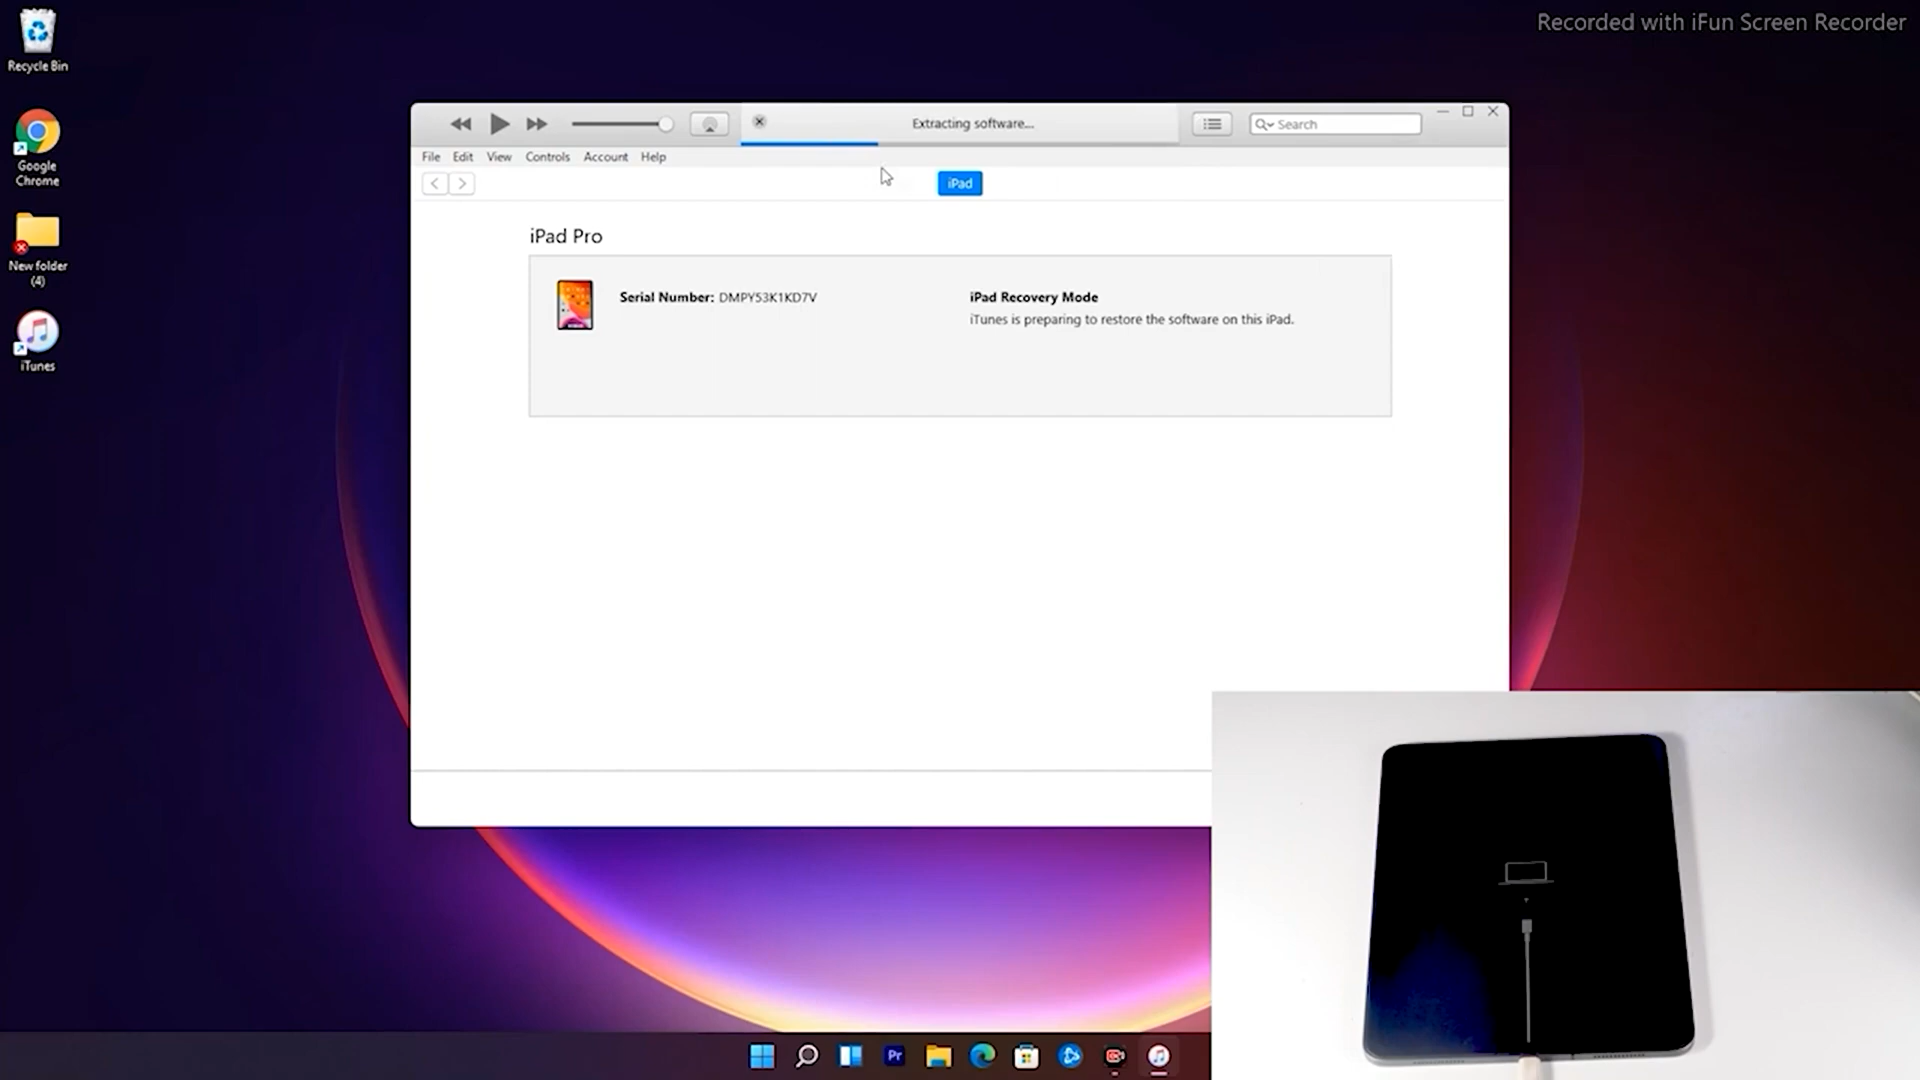 Recorded with iFun Screen Recorder
Recycle Bin
Google
Chrome
New folder
(4)
iTunes
Extracting software...
Search
File Edit View Controls Account Help
iPad
iPad Pro
Serial Number: DMPY53K1KD7V
iPad Recovery Mode
iTunes is preparing to restore the software on this iPad.
Pr